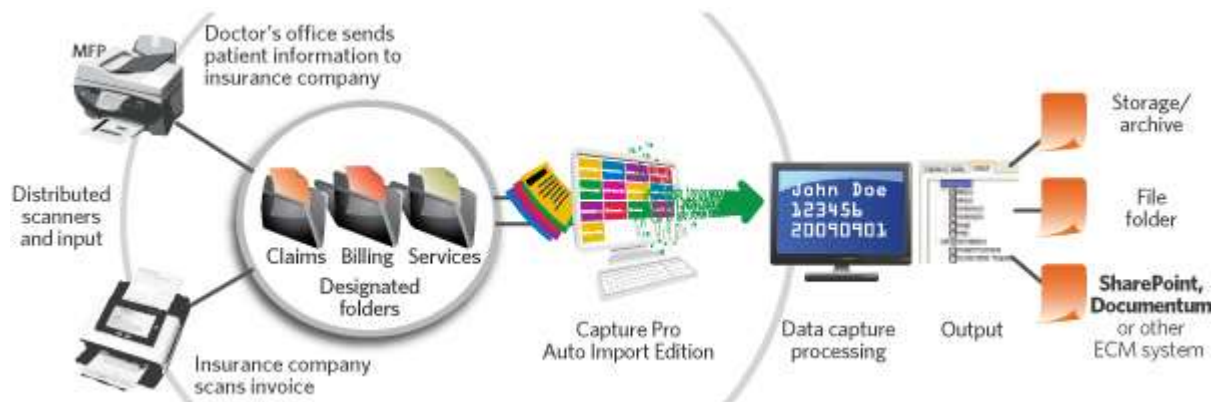 MFP
Doctor's office sends
patient information to
insurance company
Distributed
scanners
and input
Claims
Billing
Services
Designated
folders
Insurance company
scans invoice
Capture Pro
Auto Import Edition
John Doe
123456
20090901
Data capture
processing
Output
Storage/
archive
File
folder
SharePoint,
Documentum
or other
ECM system